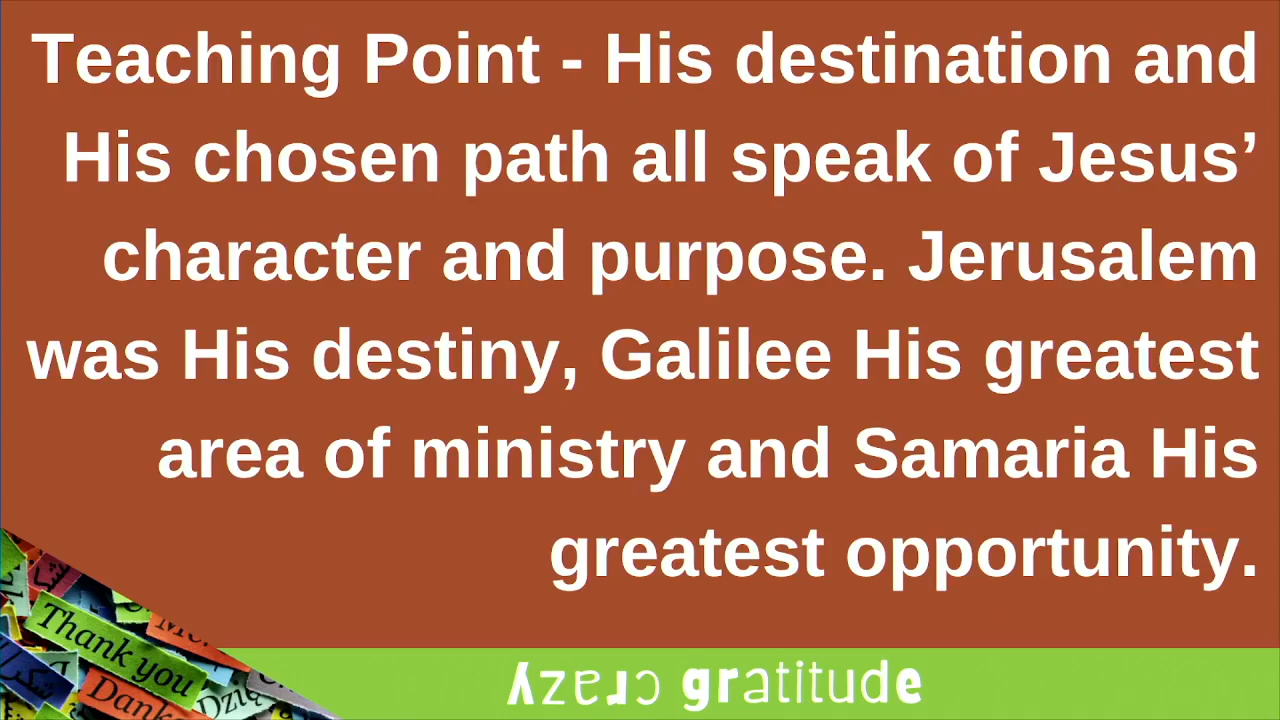 Teaching Point - His destination and
His chosen path all speak of Jesus’
character and purpose. Jerusalem
was His destiny, Galilee His greatest
area of ministry and Samaria His
greatest opportunity.
Thank you
Danke
crazy gratitude